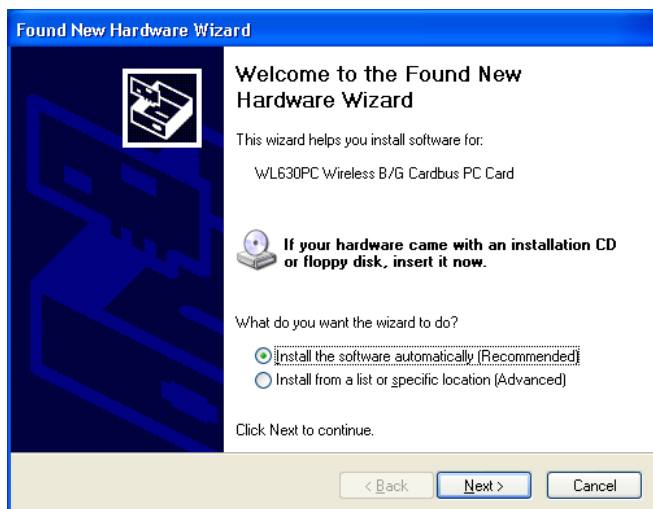 Found New Hardware Wizard
Welcome to the Found New
Hardware Wizard
This wizard helps you install software for:
WL630PC Wireless B/G Cardbus PC Card
If your hardware came with an installation CD
or floppy disk, insert it now.
What do you want the wizard to do?
Install the software automatically (Recommended)
Install from a list or specific location (Advanced)
Click Next to continue.
< Back Next > Cancel